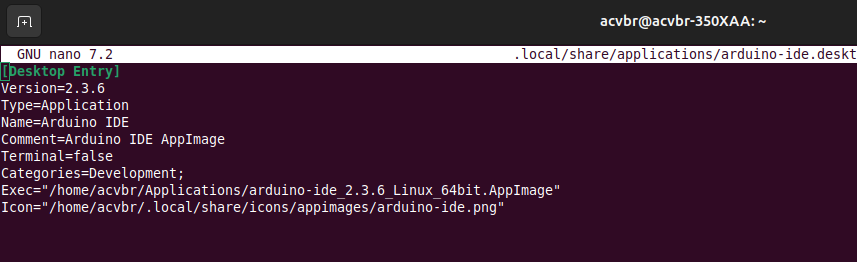 acvbr@acvbr-350XAA: ~
GNU nano 7.2 .local/share/applications/arduino-ide.deskt
[Desktop Entry]
Version=2.3.6
Type=Application
Name=Arduino IDE
Comment=Arduino IDE AppImage
Terminal=false
Categories=Development;
Exec="/home/acvbr/Applications/arduino-ide_2.3.6_Linux_64bit.AppImage"
Icon="/home/acvbr/.local/share/icons/appimages/arduino-ide.png"